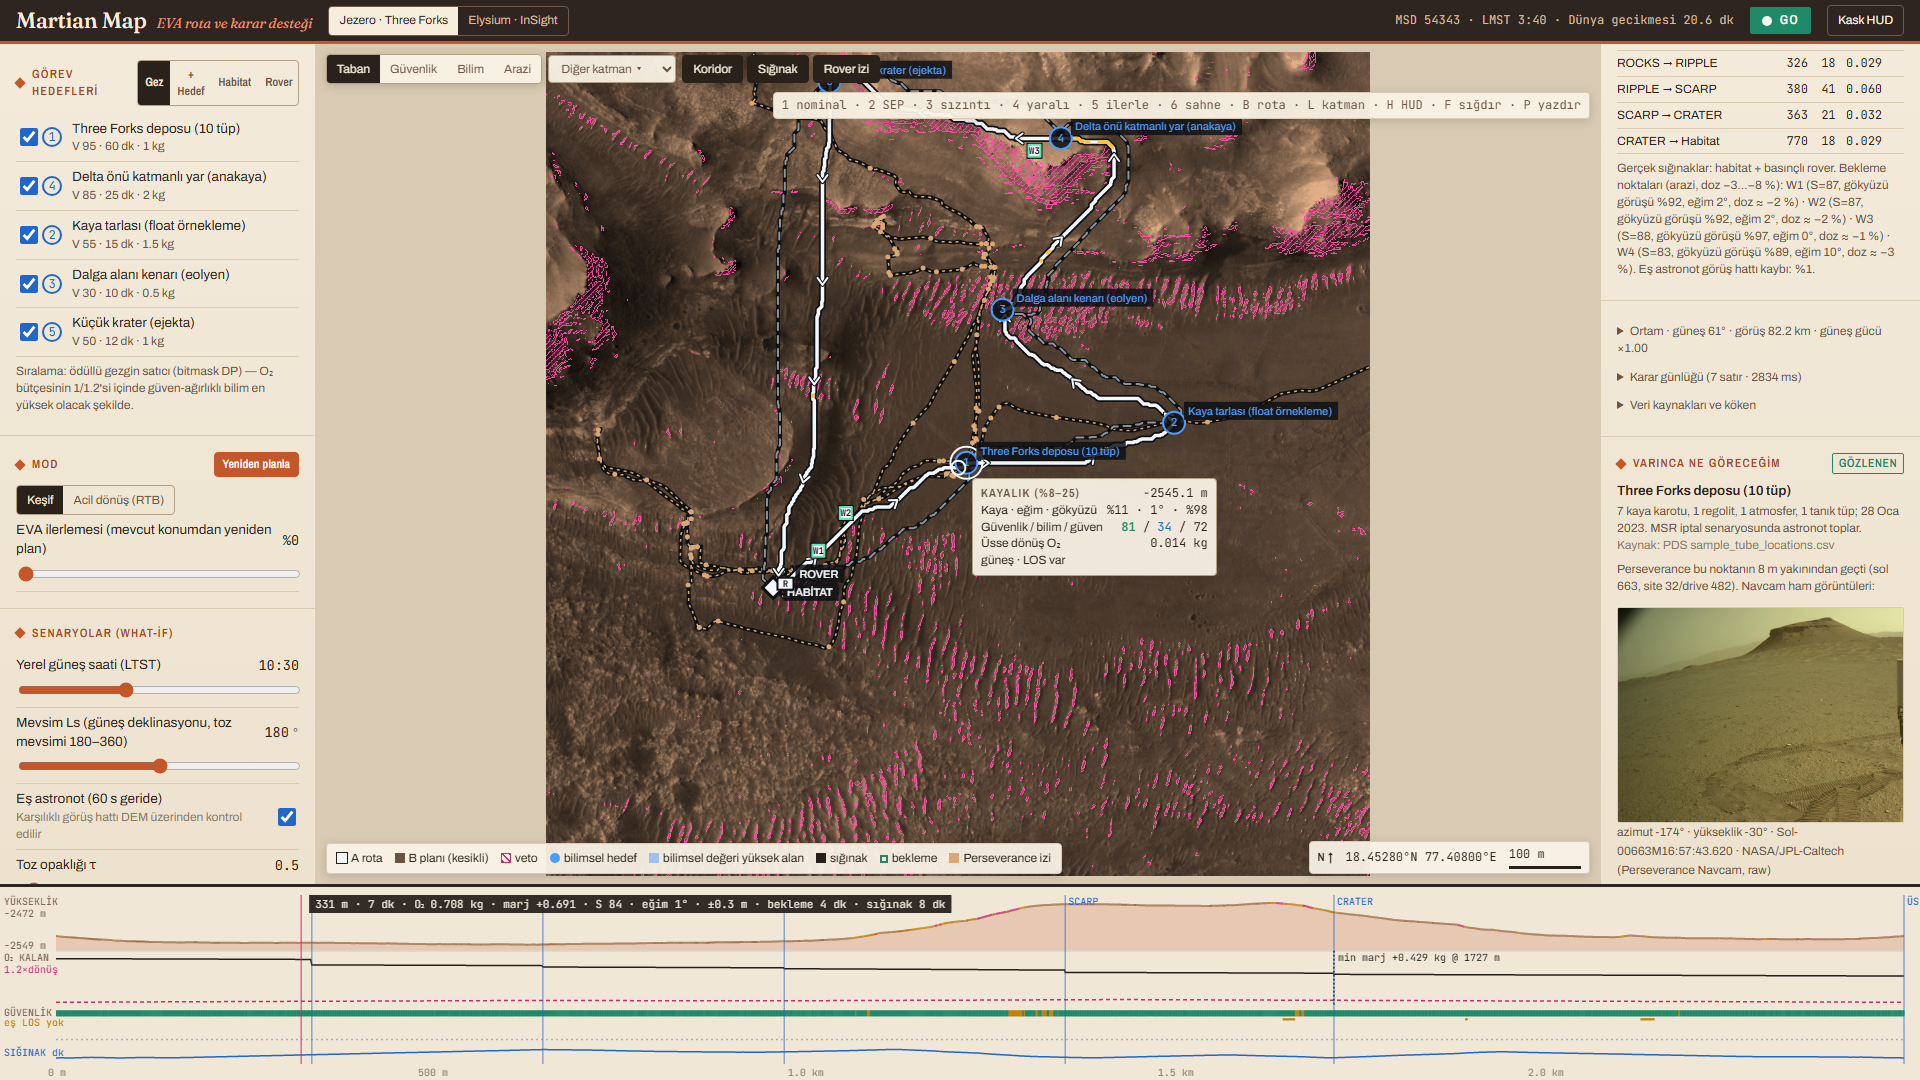 Martian Map EVA rota ve karar desteği
Jezero · Three Forks
Elysium · InSight
MSD 54343 · LMST 3:40 · Dünya gecikmesi 20.6 dk
GO
Kask HUD
GÖREV HEDEFLERİ
Gez
+ Hedef
Habitat
Rover
1 Three Forks deposu (10 tüp)
V 95 · 60 dk · 1 kg
4 Delta önü katmanlı yar (anakaya)
V 85 · 25 dk · 2 kg
2 Kaya tarlası (float örnekleme)
V 55 · 15 dk · 1.5 kg
3 Dalga alanı kenarı (eolyen)
V 30 · 10 dk · 0.5 kg
5 Küçük krater (ejekta)
V 50 · 12 dk · 1 kg
Sıralama: ödüllü gezgin satıcı (bitmask DP) — O₂
bütçesinin 1/1.2'si içinde güven-ağırlıklı bilim en
yüksek olacak şekilde.
MOD
Yeniden planla
Keşif
Acil dönüş (RTB)
EVA ilerlemesi (mevcut konumdan yeniden
plan)
%0
SENARYOLAR (WHAT-İF)
Yerel güneş saati (LTST) 10:30
Mevsim Ls (güneş deklinasyonu, toz
mevsimi 180–360)
180 °
Eş astronot (60 s geride)
Karşılıklı görüş hattı DEM üzerinden kontrol
edilir
Toz opaklığı τ 0.5
Taban
Güvenlik
Bilim
Arazi
Diğer katman ▾
Koridor
Sığınak
Rover izi
krater (ejekta)
1 nominal · 2 SEP · 3 sızıntı · 4 yaralı · 5 ilerle · 6 sahne · B rota · L katman · H HUD · F sığdır · P yazdır
4
Delta önü katmanlı yar (anakaya)
W3
3
Dalga alanı kenarı (eolyen)
2
Kaya tarlası (float örnekleme)
Three Forks deposu (10 tüp)
W2
W1
R
ROVER
HABİTAT
KAYALIK (%8–25) -2545.1 m
Kaya · eğim · gökyüzü %11 · 1° · %98
Güvenlik / bilim / güven 81 / 34 / 72
Üsse dönüş O₂ 0.014 kg
güneş · LOS var
A rota
B planı (kesikli)
veto
bilimsel hedef
bilimsel değeri yüksek alan
sığınak
bekleme
Perseverance izi
N↑ 18.45280°N 77.40800°E 100 m
ROCKS → RIPPLE 326 18 0.029
RIPPLE → SCARP 380 41 0.060
SCARP → CRATER 363 21 0.032
CRATER → Habitat 770 18 0.029
Gerçek sığınaklar: habitat + basınçlı rover. Bekleme
noktaları (arazi, doz −3…−8 %): W1 (S=87, gökyüzü
görüşü %92, eğim 2°, doz ≈ −2 %) · W2 (S=87,
gökyüzü görüşü %92, eğim 2°, doz ≈ −2 %) · W3
(S=88, gökyüzü görüşü %97, eğim 0°, doz ≈ −1 %) ·
W4 (S=83, gökyüzü görüşü %89, eğim 10°, doz ≈ −3
%). Eş astronot görüş hattı kaybı: %1.
▶ Ortam · güneş 61° · görüş 82.2 km · güneş gücü
×1.00
▶ Karar günlüğü (7 satır · 2834 ms)
▶ Veri kaynakları ve köken
VARINCA NE GÖRECEĞİM
GÖZLENEN
Three Forks deposu (10 tüp)
7 kaya karotu, 1 regolit, 1 atmosfer, 1 tanık tüp; 28 Oca
2023. MSR iptal senaryosunda astronot toplar.
Kaynak: PDS sample_tube_locations.csv
Perseverance bu noktanın 8 m yakınından geçti (sol
663, site 32/drive 482). Navcam ham görüntüleri:
azimut -174° · yükseklik -30° · Sol-
00663M16:57:43.620 · NASA/JPL-Caltech
(Perseverance Navcam, raw)
YÜKSEKLİK
-2472 m
-2549 m
331 m · 7 dk · O₂ 0.708 kg · marj +0.691 · S 84 · eğim 1° · ±0.3 m · bekleme 4 dk · sığınak 8 dk
SCARP
CRATER
ÜS
O₂ KALAN
1.2×dönüş
min marj +0.429 kg @ 1727 m
GÜVENLİK
eş LOS yok
SIĞINAK dk
0 m
500 m
1.0 km
1.5 km
2.0 km